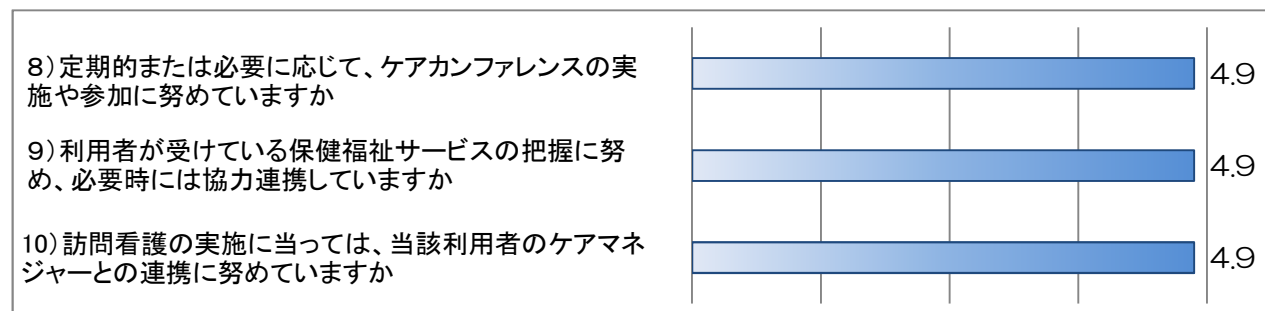 8)定期的または必要に応じて、ケアカンファレンスの実
施や参加に努めていますか
4.9
9)利用者が受けている保健福祉サービスの把握に努
め、必要時には協力連携していますか
4.9
10)訪問看護の実施に当っては、当該利用者のケアマネ
ジャーとの連携に努めていますか
4.9